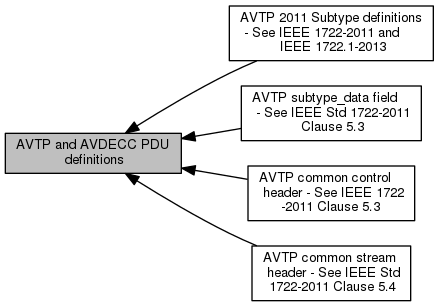 AVTP 2011 Subtype definitions
- See IEEE 1722-2011 and
IEEE 1722.1-2013
AVTP subtype_data field
- See IEEE Std 1722-2011
Clause 5.3
AVTP and AVDECC PDU
definitions
AVTP common control
header - See IEEE 1722
-2011 Clause 5.3
AVTP common stream
header - See IEEE Std
1722-2011 Clause 5.4